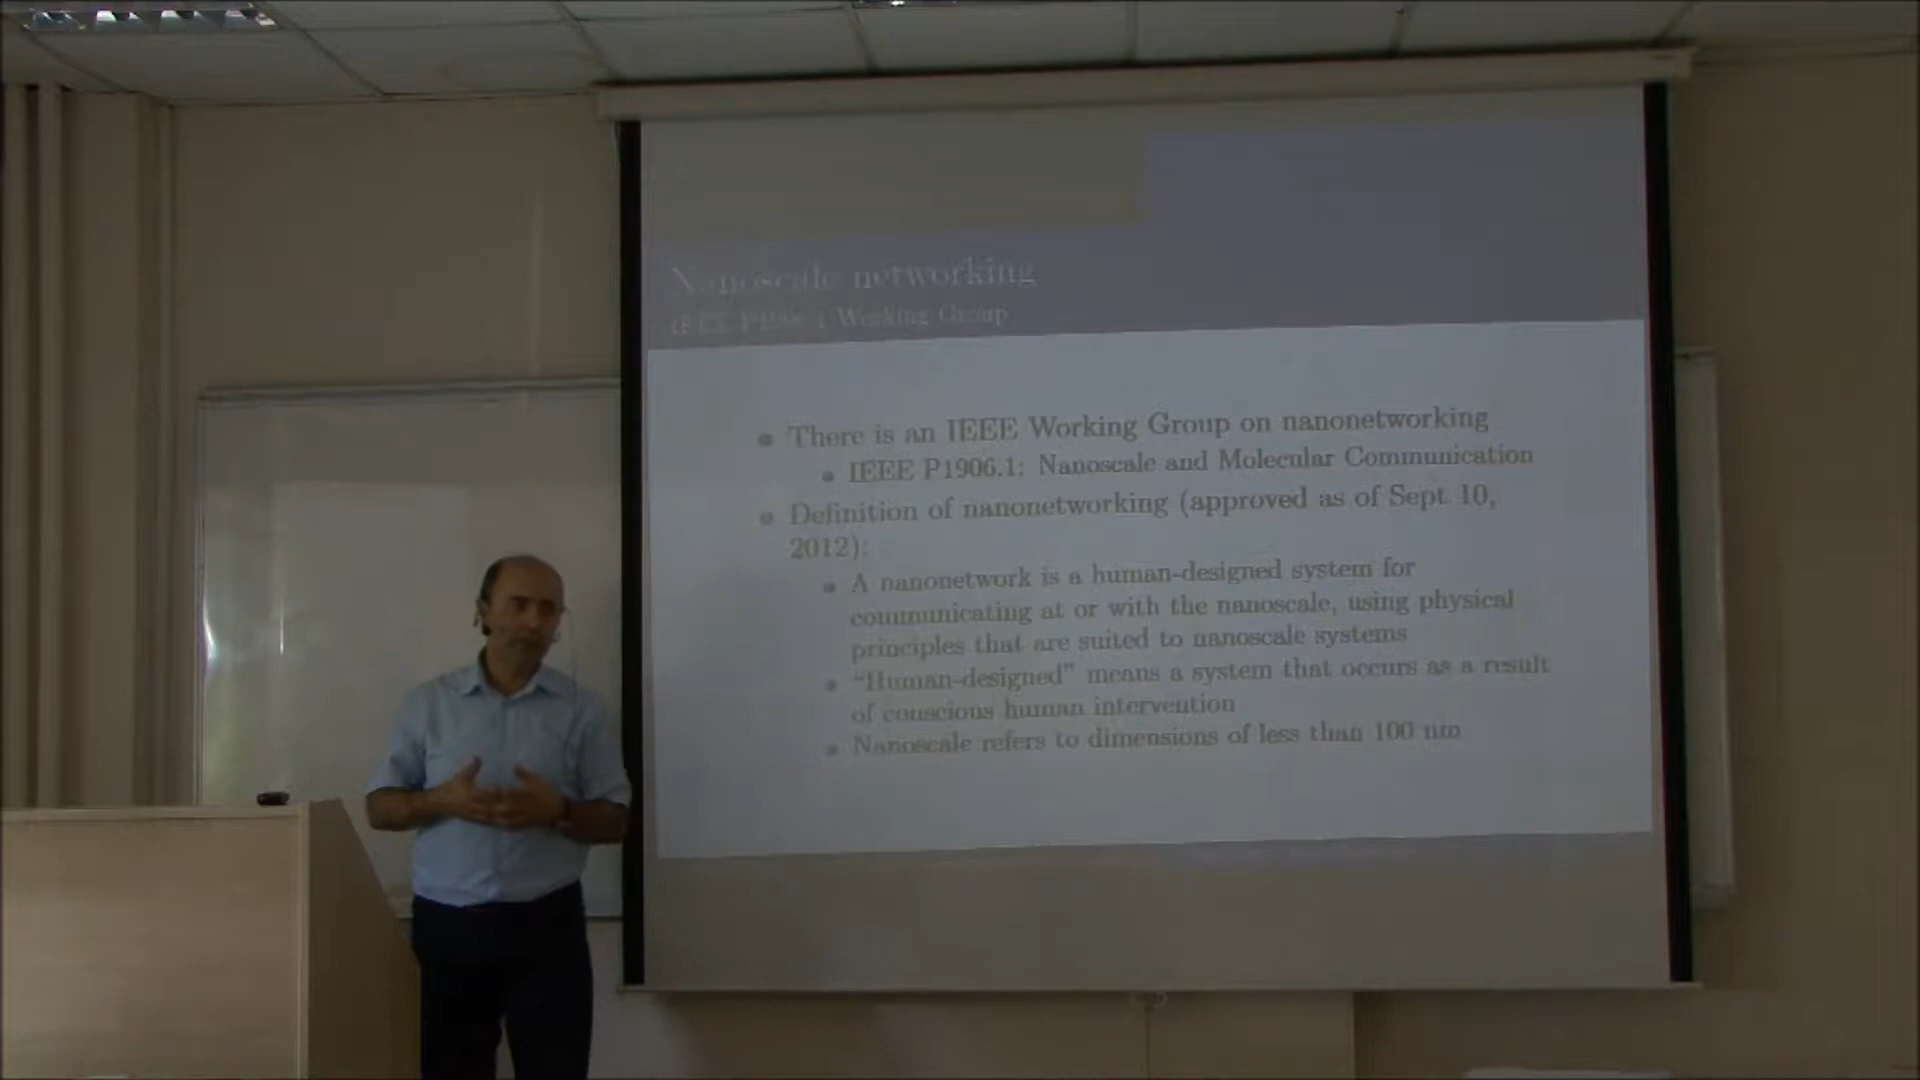 Nanoscale networking
IEEE P1906.1 Working Group
There is an IEEE Working Group on nanonetworking
IEEE P1906.1: Nanoscale and Molecular Communication
Definition of nanonetworking (approved as of Sept 10,
2012):
A nanonetwork is a human-designed system for
communicating at or with the nanoscale, using physical
principles that are suited to nanoscale systems
“Human-designed” means a system that occurs as a result
of conscious human intervention
Nanoscale refers to dimensions of less than 100 nm